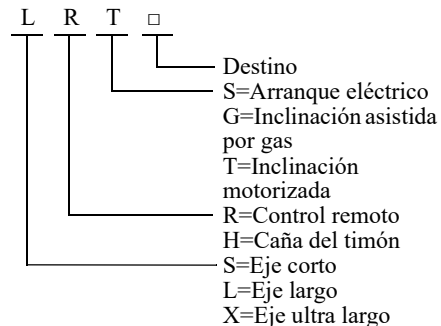 L R T □
Destino
S=Arranque eléctrico
G=Inclinación asistida
por gas
T=Inclinación
motorizada
R=Control remoto
H=Caña del timón
S=Eje corto
L=Eje largo
X=Eje ultra largo